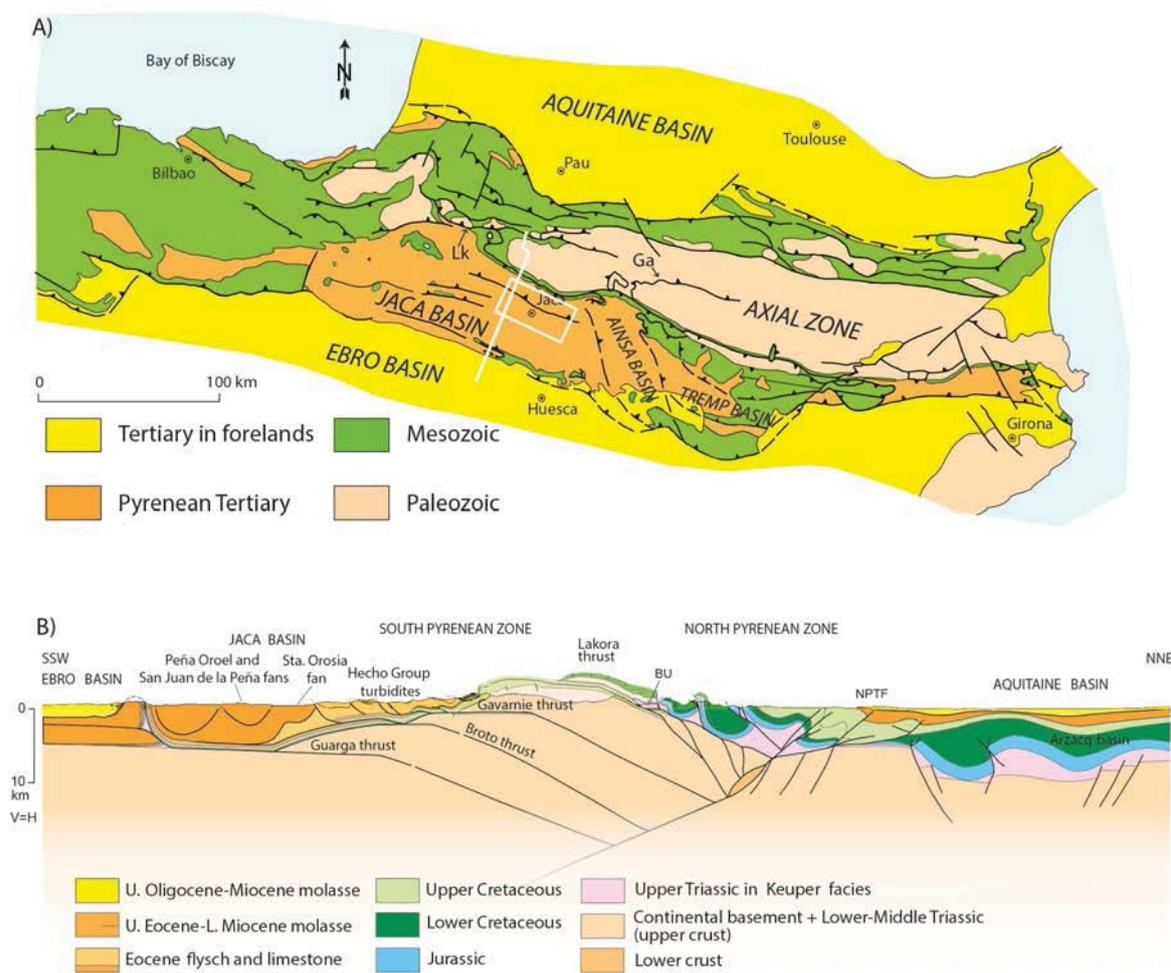 A)
Bay of Biscay
N
AQUITAINE BASIN
Toulouse
Pau
Bilbao
Lk
Ga
Jaca
JACA BASIN
AXIAL ZONE
AINSA BASIN
EBRO BASIN
TREMP BASIN
Huesca
Girona
0 100 km
Tertiary in forelands
Mesozoic
Pyrenean Tertiary
Paleozoic
B)
SOUTH PYRENEAN ZONE
NORTH PYRENEAN ZONE
JACA BASIN
Lakora
thrust
SSW
NNE
EBRO BASIN
Peña Oroel and
San Juan de la Peña fans
Sta. Orosia
fan
Hecho Group
turbidites
BU
NPTF
AQUITAINE BASIN
0
Gavarnie thrust
Guarga thrust
Broto thrust
Arzacq basin
10
km
V=H
U. Oligocene-Miocene molasse
Upper Cretaceous
Upper Triassic in Keuper facies
U. Eocene-L. Miocene molasse
Lower Cretaceous
Continental basement + Lower-Middle Triassic
(upper crust)
Eocene flysch and limestone
Jurassic
Lower crust